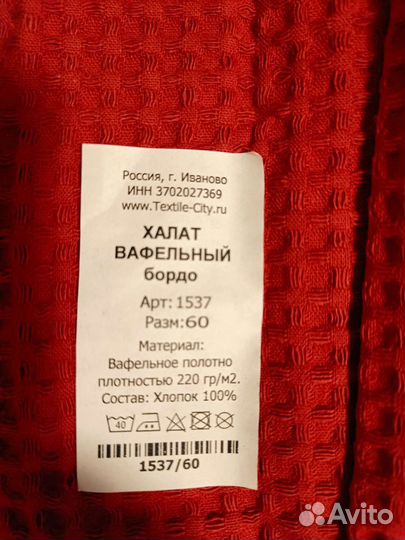 Россия, г. Иваново
ИНН 3702027369
www.Textile-City.ru
ХАЛАТ
ВАФЕЛЬНЫЙ
бордо
Арт: 1537
Разм:60
Материал:
Вафельное полотно
плотностью 220 гр/м2.
Состав: Хлопок 100%
40
1537/60
Avito